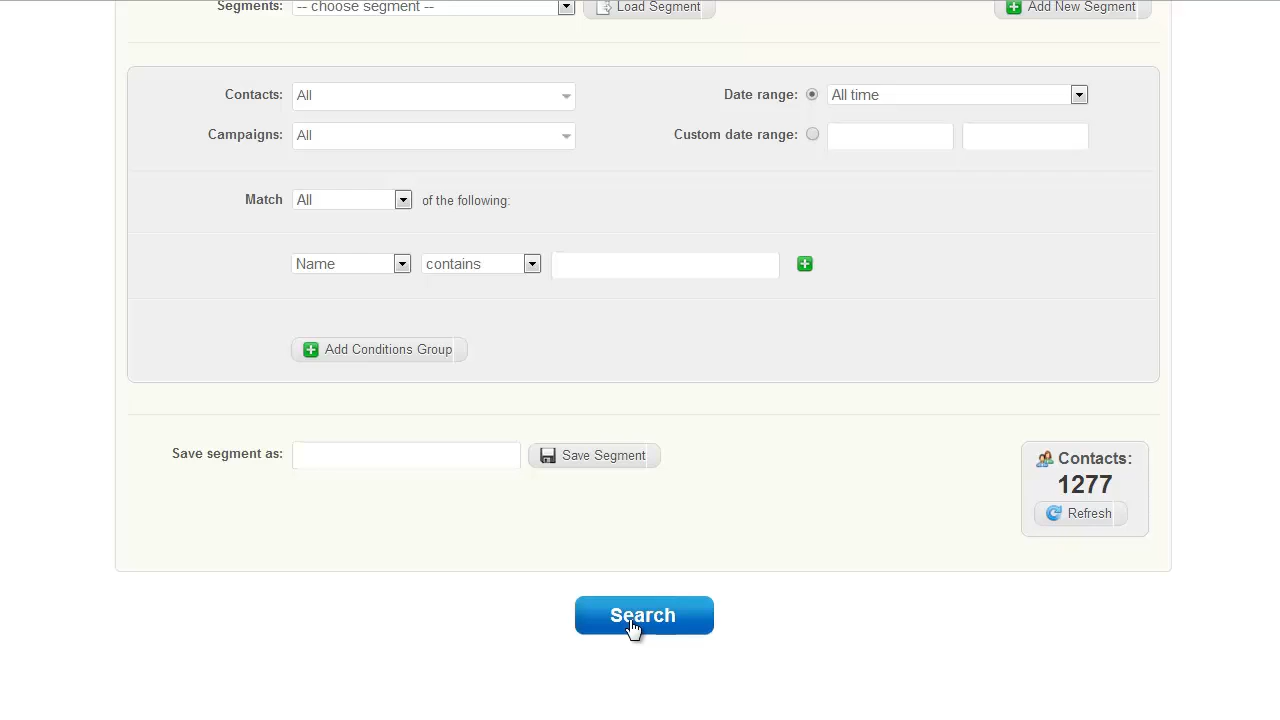 Segments: -- choose segment -- Load Segment Add New Segment
Contacts: All Date range: All time
Campaigns: All Custom date range:
Match All of the following:
Name contains
Add Conditions Group
Save segment as: Save Segment
Contacts:
1277
Refresh
Search